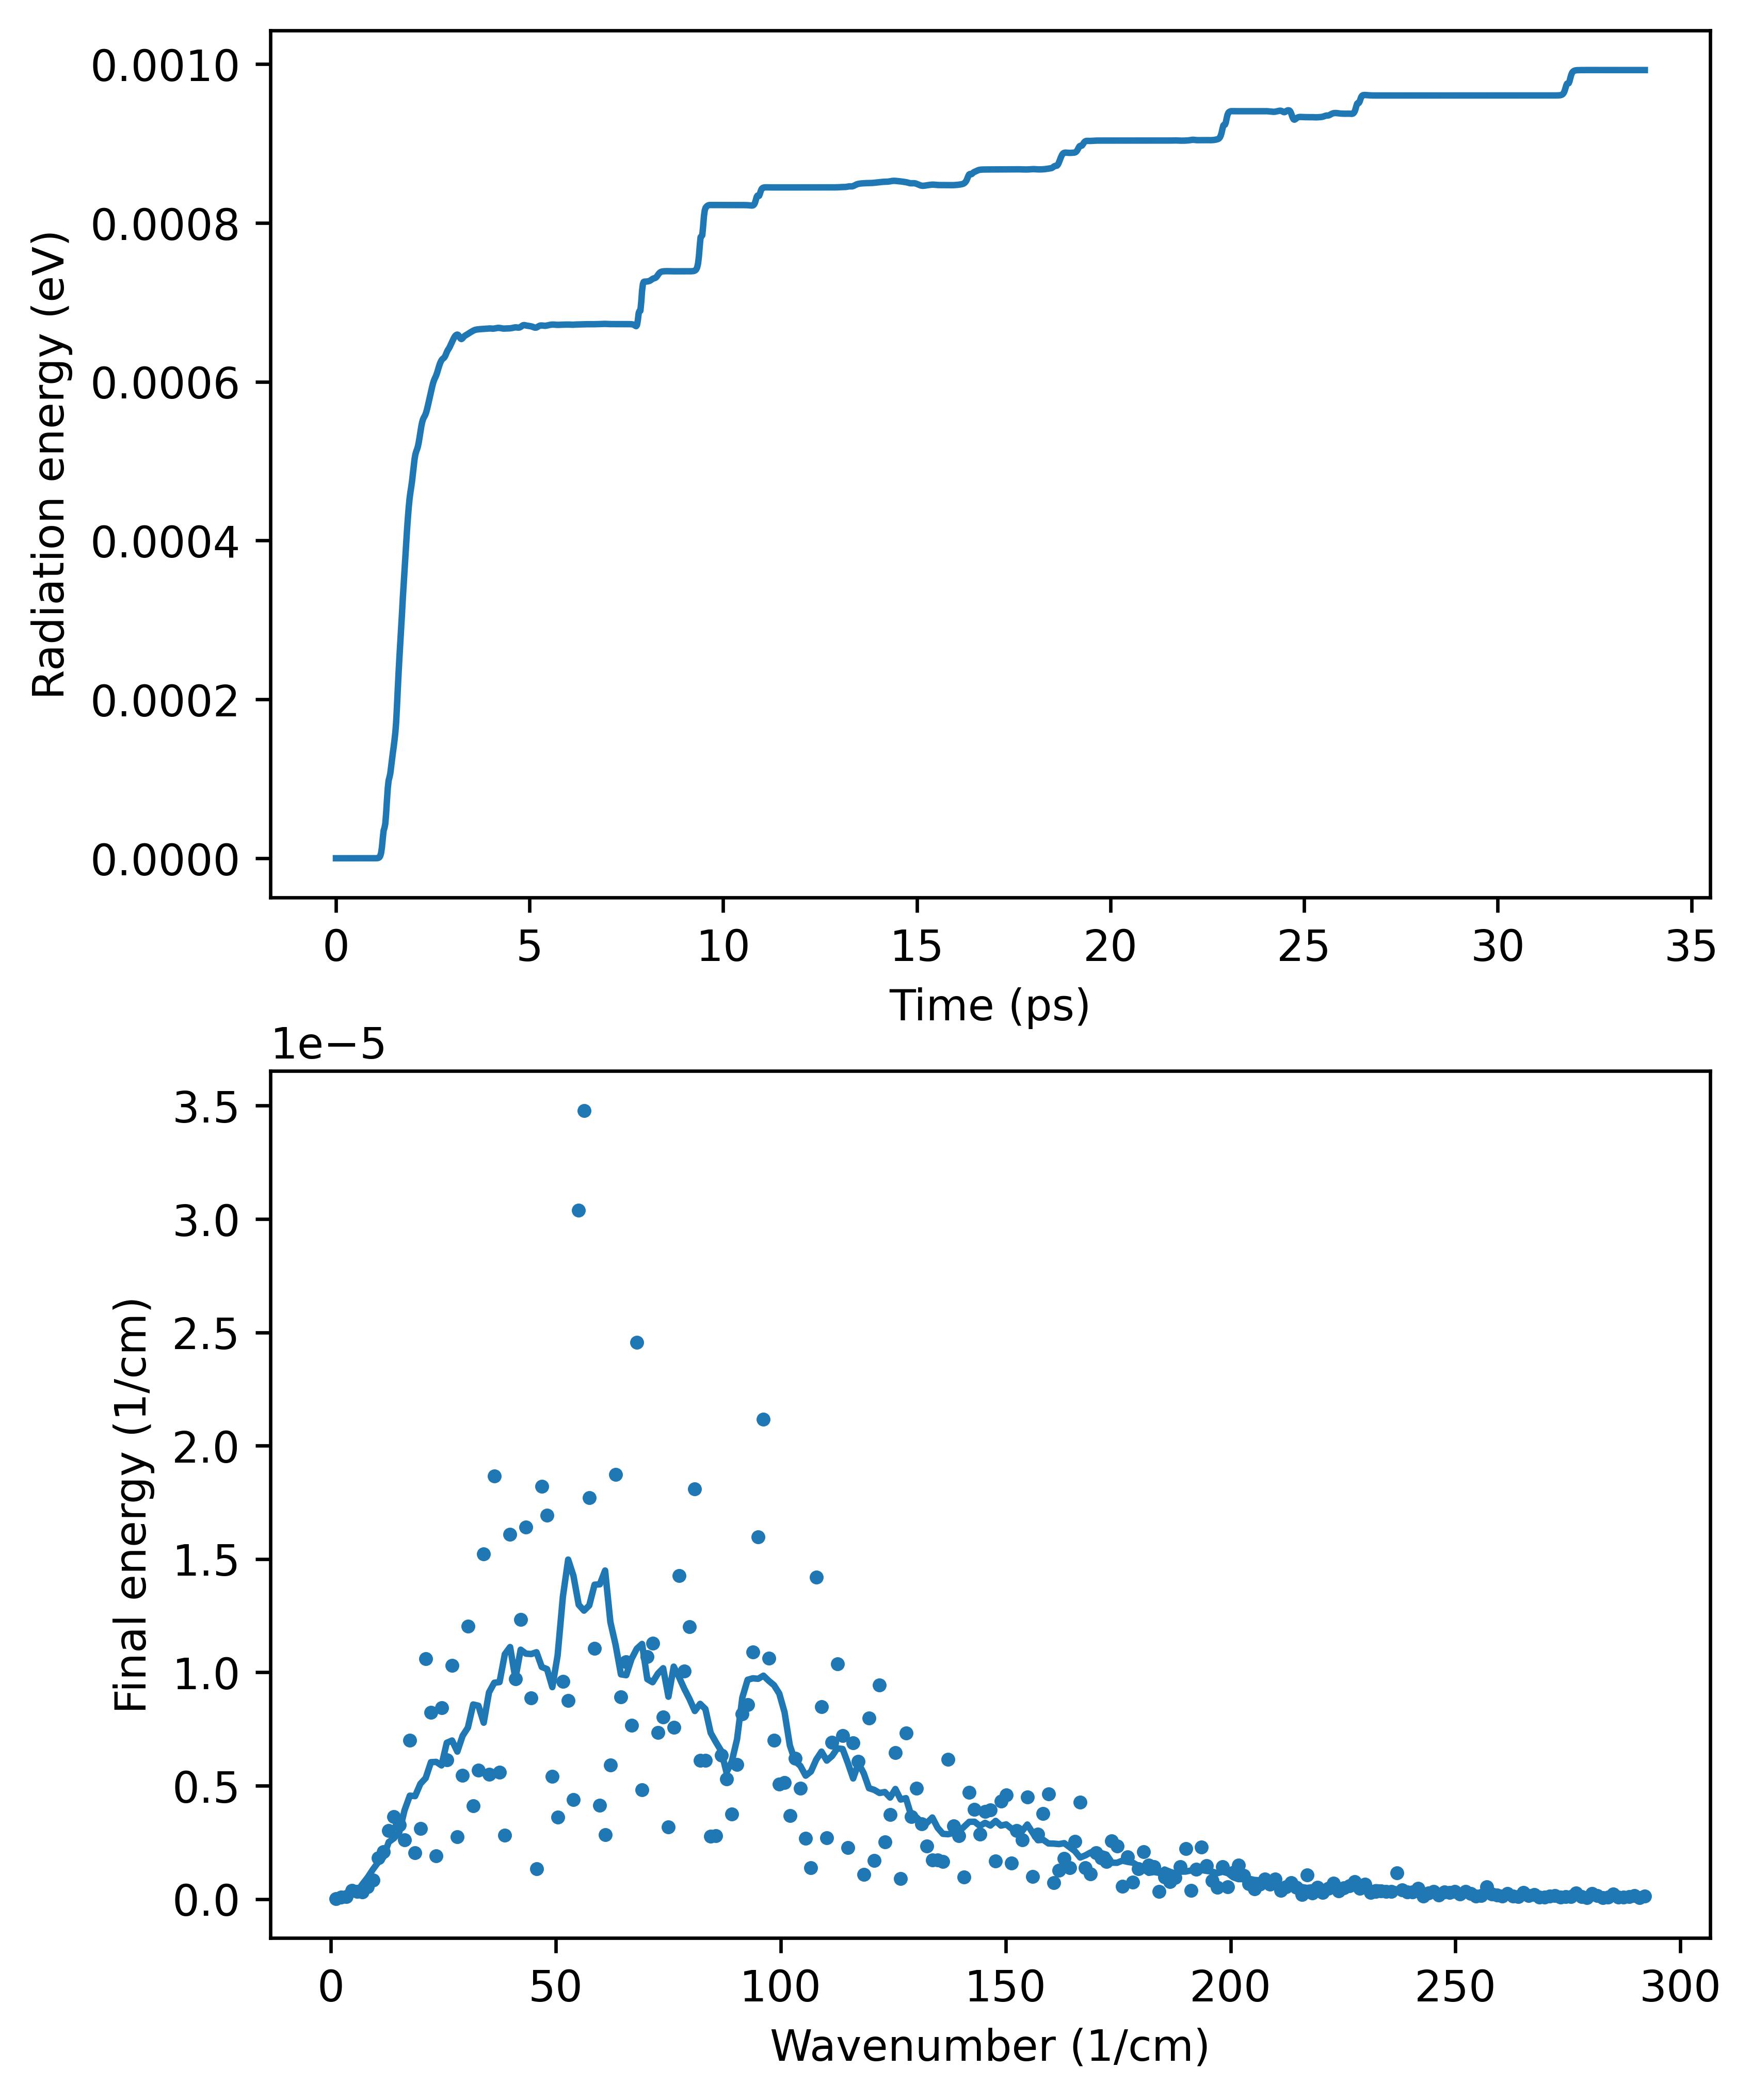 0.0010
0.0008
0.0006
0.0004
0.0002
0.0000
Radiation energy (eV)
0 5 10 15 20 25 30 35
Time (ps)
1e−5
3.5
3.0
2.5
2.0
1.5
1.0
0.5
0.0
Final energy (1/cm)
0 50 100 150 200 250 300
Wavenumber (1/cm)